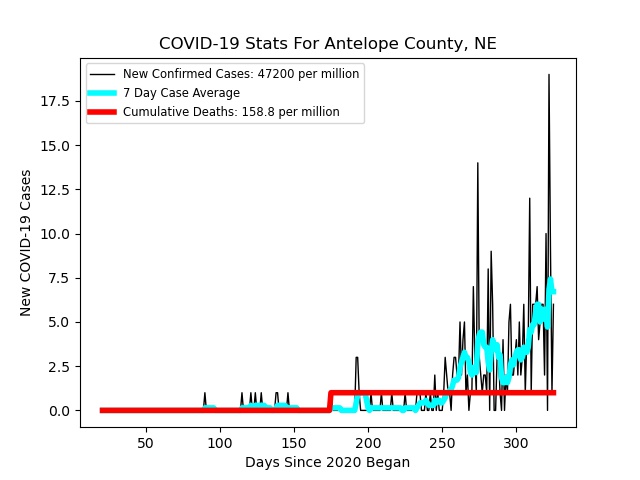 COVID-19 Stats For Antelope County, NE
New Confirmed Cases: 47200 per million
7 Day Case Average
Cumulative Deaths: 158.8 per million
New COVID-19 Cases
17.5
15.0
12.5
10.0
7.5
5.0
2.5
0.0
50 100 150 200 250 300
Days Since 2020 Began